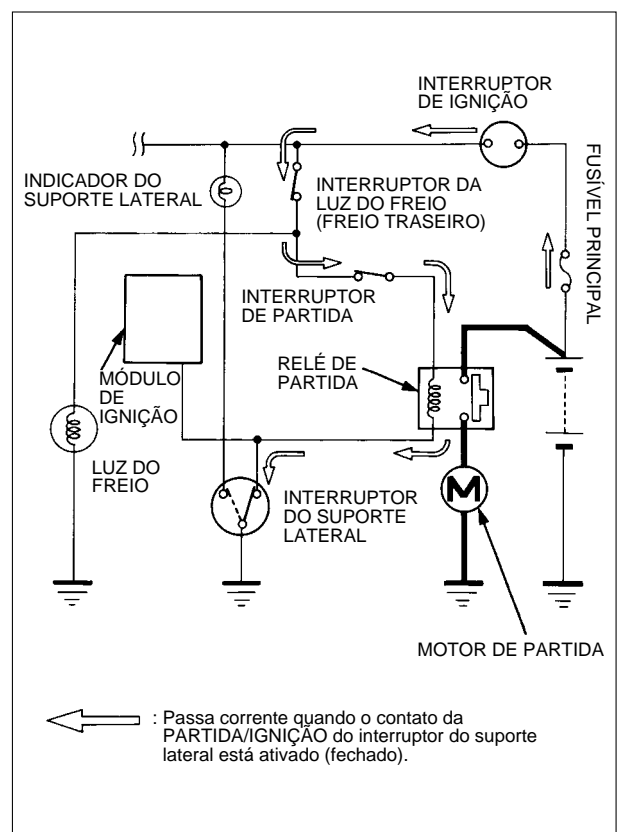 INTERRUPTOR
DE IGNIÇÃO
FUSÍVEL PRINCIPAL
INDICADOR DO
SUPORTE LATERAL
INTERRUPTOR DA
LUZ DO FREIO
(FREIO TRASEIRO)
INTERRUPTOR
DE PARTIDA
MÓDULO
DE
IGNIÇÃO
RELÉ DE
PARTIDA
LUZ DO
FREIO
INTERRUPTOR
DO SUPORTE
LATERAL
M
MOTOR DE PARTIDA
: Passa corrente quando o contato da
PARTIDA/IGNIÇÃO do interruptor do suporte
lateral está ativado (fechado).